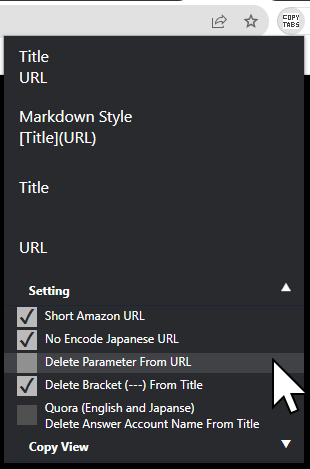 COPY
TABS
Title
URL
Markdown Style
[Title](URL)
Title
URL
Setting
Short Amazon URL
No Encode Japanese URL
Delete Parameter From URL
Delete Bracket (---) From Title
Quora (English and Japanse)
Delete Answer Account Name From Title
Copy View